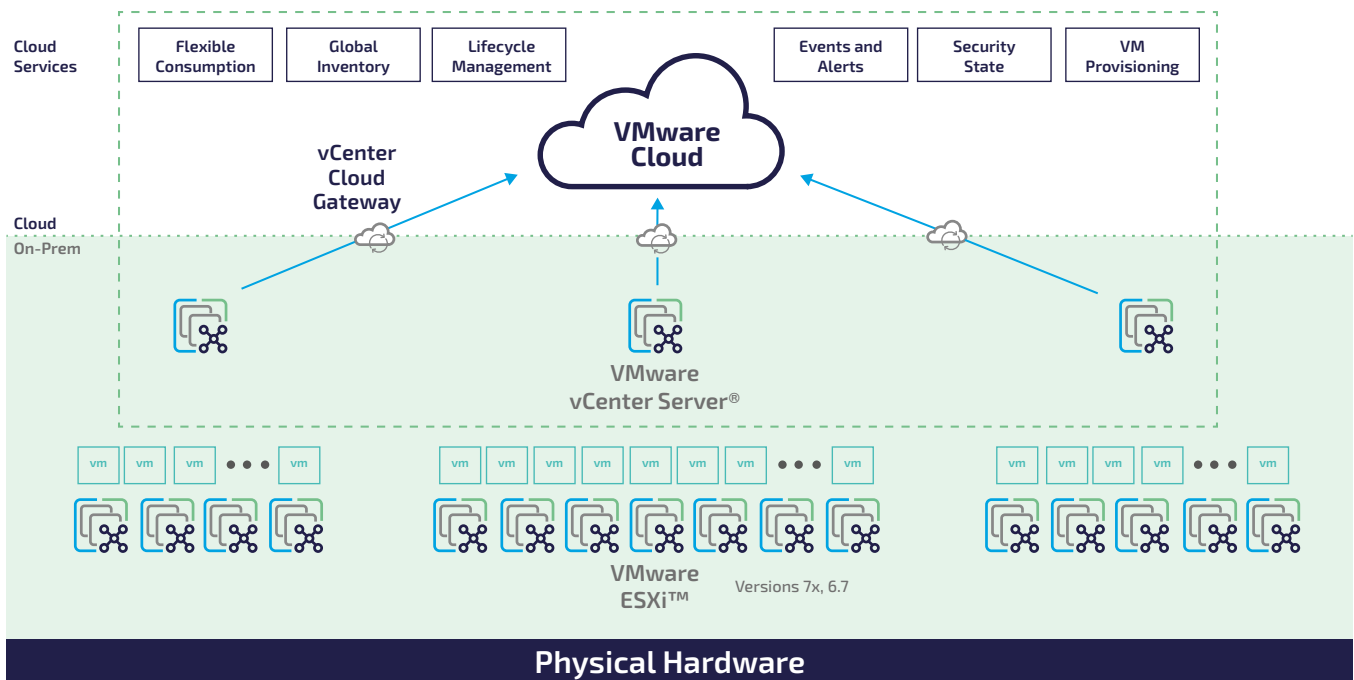 Cloud
Services
Flexible
Consumption
Global
Inventory
Lifecycle
Management
Events and
Alerts
Security
State
VM
Provisioning
VMware
Cloud
vCenter
Cloud
Gateway
Cloud
On-Prem
VMware
vCenter Server®
vm vm vm vm
vm vm vm vm vm vm vm vm
vm vm vm vm vm
VMware
ESXi™
Versions 7x, 6.7
Physical Hardware